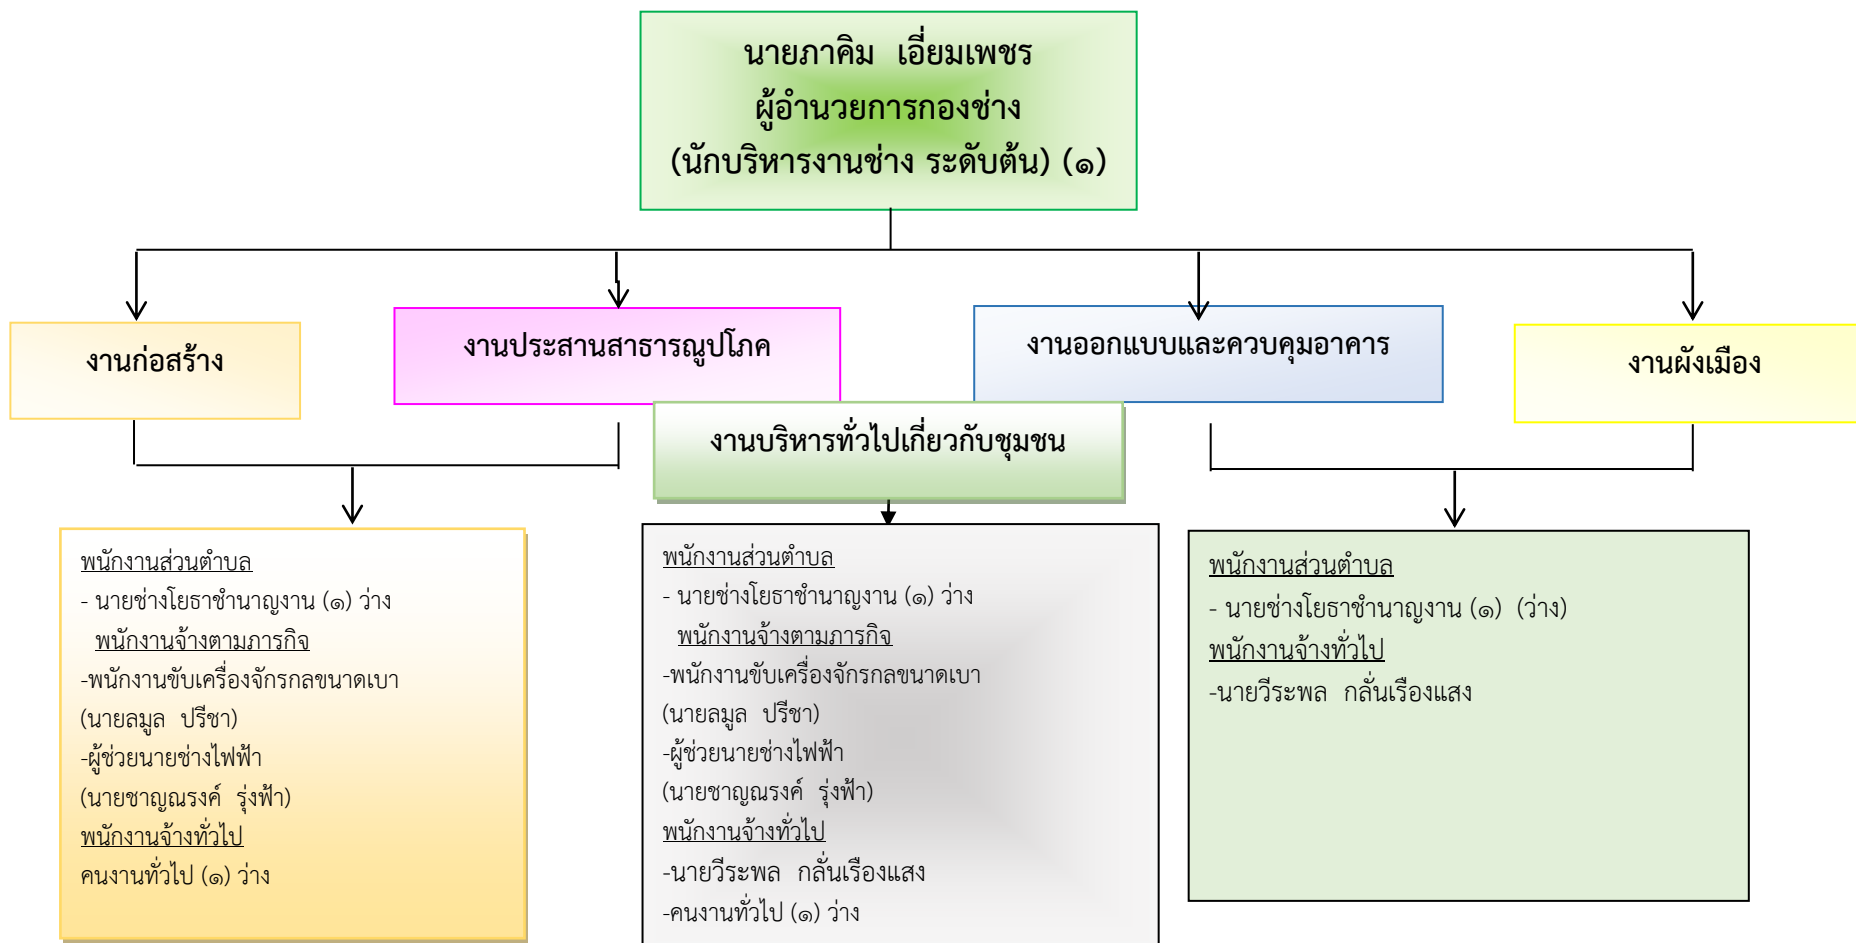 นายภาคิม เอี่ยมเพชร
ผู้อำนวยการกองช่าง
(นักบริหารงานช่าง ระดับต้น) (๑)
งานก่อสร้าง
งานประสานสาธารณูปโภค
งานออกแบบและควบคุมอาคาร
งานผังเมือง
งานบริหารทั่วไปเกี่ยวกับชุมชน
พนักงานส่วนตำบล
- นายช่างโยธาชำนาญงาน (๑) ว่าง
พนักงานจ้างตามภารกิจ
-พนักงานขับเครื่องจักรกลขนาดเบา
(นายลมูล ปรีชา)
-ผู้ช่วยนายช่างไฟฟ้า
(นายชาญณรงค์ รุ่งฟ้า)
พนักงานจ้างทั่วไป
คนงานทั่วไป (๑) ว่าง
พนักงานส่วนตำบล
- นายช่างโยธาชำนาญงาน (๑) ว่าง
พนักงานจ้างตามภารกิจ
-พนักงานขับเครื่องจักรกลขนาดเบา
(นายลมูล ปรีชา)
-ผู้ช่วยนายช่างไฟฟ้า
(นายชาญณรงค์ รุ่งฟ้า)
พนักงานจ้างทั่วไป
-นายวีระพล กลั่นเรืองแสง
-คนงานทั่วไป (๑) ว่าง
พนักงานส่วนตำบล
- นายช่างโยธาชำนาญงาน (๑) (ว่าง)
พนักงานจ้างทั่วไป
-นายวีระพล กลั่นเรืองแสง